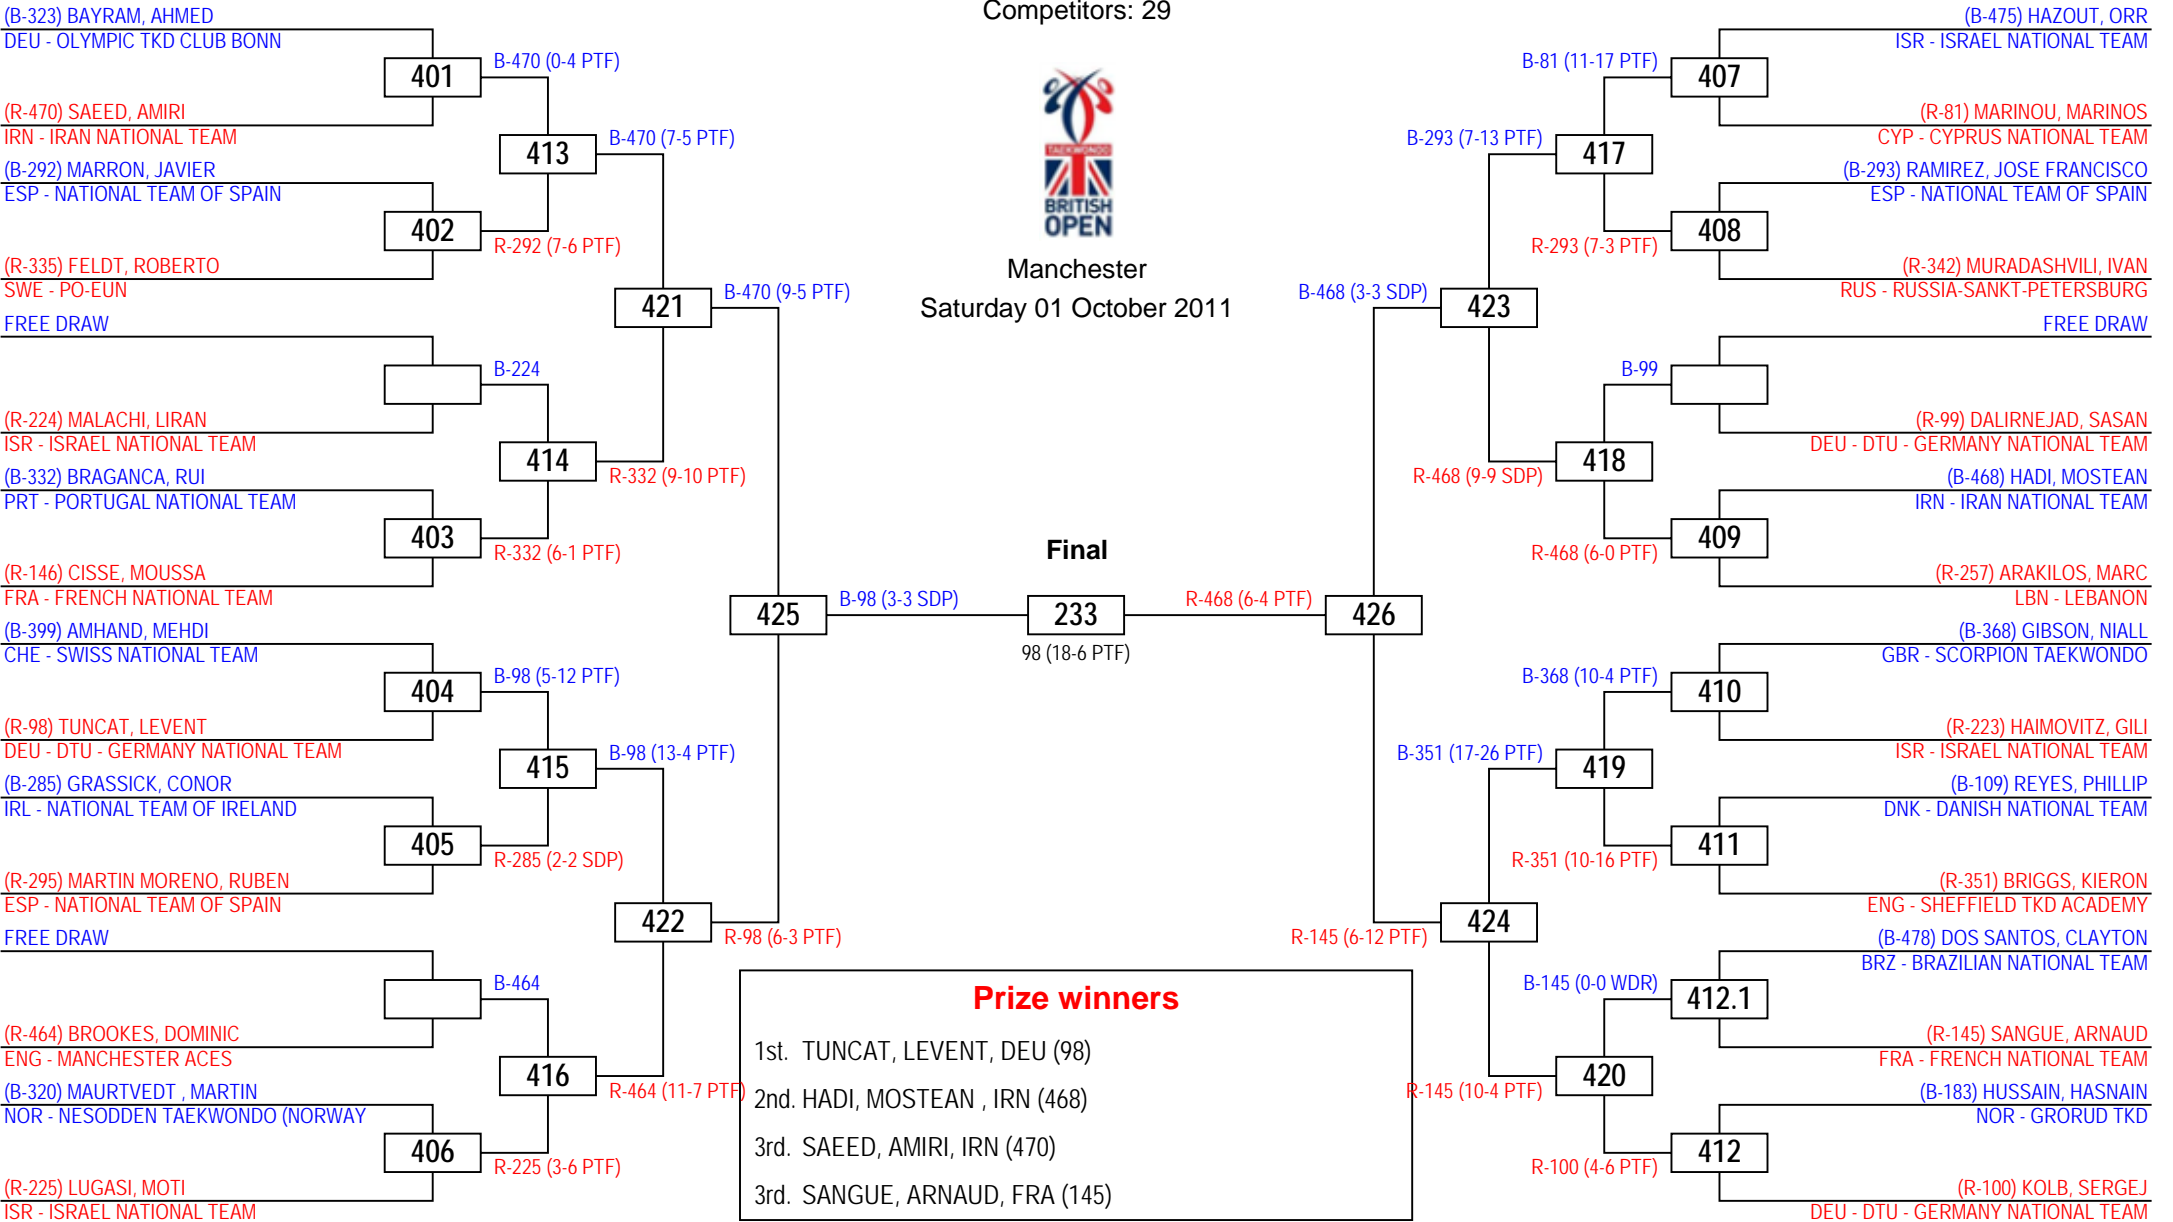 Competitors: 29
TAEKWONDO
BRITISH
OPEN
Manchester
Saturday 01 October 2011
(B-323) BAYRAM, AHMED
DEU - OLYMPIC TKD CLUB BONN
401
B-470 (0-4 PTF)
(R-470) SAEED, AMIRI
IRN - IRAN NATIONAL TEAM
413
B-470 (7-5 PTF)
(B-292) MARRON, JAVIER
ESP - NATIONAL TEAM OF SPAIN
402
R-292 (7-6 PTF)
(R-335) FELDT, ROBERTO
SWE - PO-EUN
421
B-470 (9-5 PTF)
FREE DRAW
B-224
(R-224) MALACHI, LIRAN
ISR - ISRAEL NATIONAL TEAM
414
R-332 (9-10 PTF)
(B-332) BRAGANCA, RUI
PRT - PORTUGAL NATIONAL TEAM
403
R-332 (6-1 PTF)
(R-146) CISSE, MOUSSA
FRA - FRENCH NATIONAL TEAM
425
B-98 (3-3 SDP)
(B-399) AMHAND, MEHDI
CHE - SWISS NATIONAL TEAM
404
B-98 (5-12 PTF)
(R-98) TUNCAT, LEVENT
DEU - DTU - GERMANY NATIONAL TEAM
415
B-98 (13-4 PTF)
(B-285) GRASSICK, CONOR
IRL - NATIONAL TEAM OF IRELAND
405
R-285 (2-2 SDP)
(R-295) MARTIN MORENO, RUBEN
ESP - NATIONAL TEAM OF SPAIN
422
R-98 (6-3 PTF)
FREE DRAW
B-464
(R-464) BROOKES, DOMINIC
ENG - MANCHESTER ACES
416
R-464 (11-7 PTF)
(B-320) MAURTVEDT , MARTIN
NOR - NESODDEN TAEKWONDO (NORWAY
406
R-225 (3-6 PTF)
(R-225) LUGASI, MOTI
ISR - ISRAEL NATIONAL TEAM
Final
233
98 (18-6 PTF)
(B-475) HAZOUT, ORR
ISR - ISRAEL NATIONAL TEAM
B-81 (11-17 PTF)
407
(R-81) MARINOU, MARINOS
CYP - CYPRUS NATIONAL TEAM
B-293 (7-13 PTF)
417
(B-293) RAMIREZ, JOSE FRANCISCO
ESP - NATIONAL TEAM OF SPAIN
R-293 (7-3 PTF)
408
(R-342) MURADASHVILI, IVAN
RUS - RUSSIA-SANKT-PETERSBURG
B-468 (3-3 SDP)
423
FREE DRAW
B-99
(R-99) DALIRNEJAD, SASAN
DEU - DTU - GERMANY NATIONAL TEAM
R-468 (9-9 SDP)
418
(B-468) HADI, MOSTEAN
IRN - IRAN NATIONAL TEAM
R-468 (6-0 PTF)
409
(R-257) ARAKILOS, MARC
LBN - LEBANON
R-468 (6-4 PTF)
426
(B-368) GIBSON, NIALL
GBR - SCORPION TAEKWONDO
B-368 (10-4 PTF)
410
(R-223) HAIMOVITZ, GILI
ISR - ISRAEL NATIONAL TEAM
B-351 (17-26 PTF)
419
(B-109) REYES, PHILLIP
DNK - DANISH NATIONAL TEAM
R-351 (10-16 PTF)
411
(R-351) BRIGGS, KIERON
ENG - SHEFFIELD TKD ACADEMY
R-145 (6-12 PTF)
424
(B-478) DOS SANTOS, CLAYTON
BRZ - BRAZILIAN NATIONAL TEAM
B-145 (0-0 WDR)
412.1
(R-145) SANGUE, ARNAUD
FRA - FRENCH NATIONAL TEAM
R-145 (10-4 PTF)
420
(B-183) HUSSAIN, HASNAIN
NOR - GRORUD TKD
R-100 (4-6 PTF)
412
(R-100) KOLB, SERGEJ
DEU - DTU - GERMANY NATIONAL TEAM
Prize winners
1st. TUNCAT, LEVENT, DEU (98)
2nd. HADI, MOSTEAN , IRN (468)
3rd. SAEED, AMIRI, IRN (470)
3rd. SANGUE, ARNAUD, FRA (145)